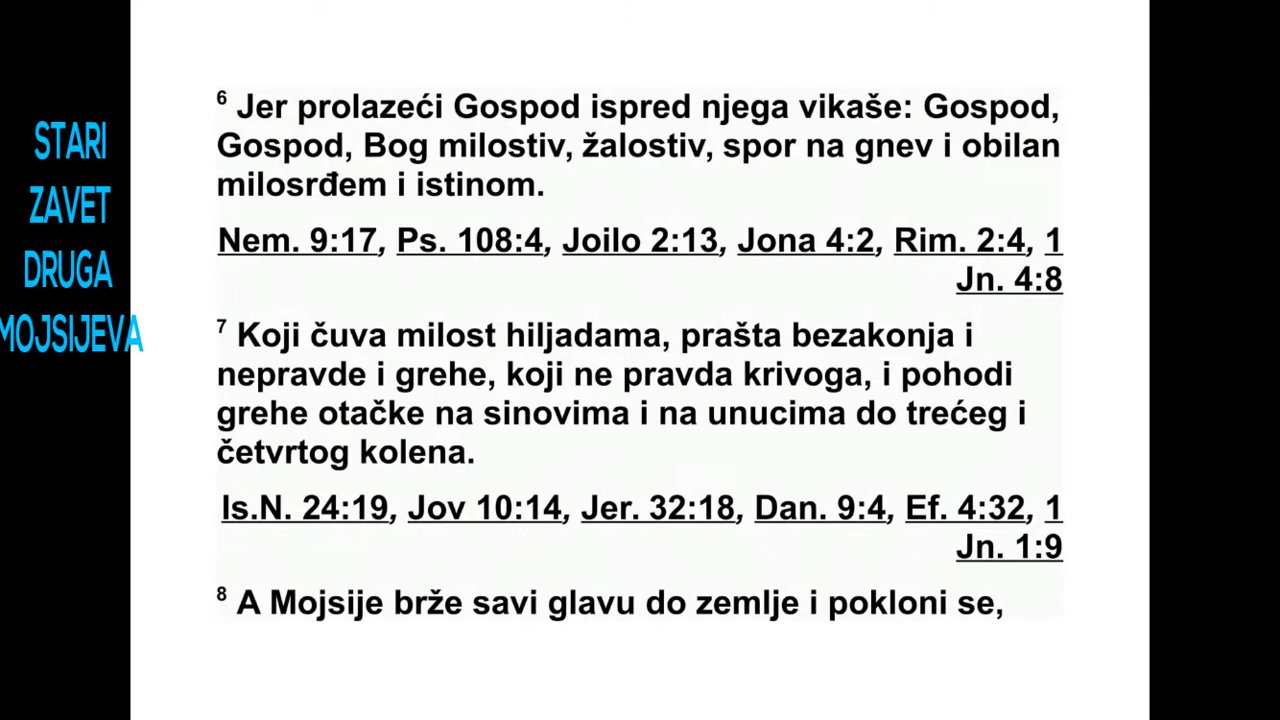 STARI
ZAVET
DRUGA
MOJSIJEVA
6 Jer prolazeći Gospod ispred njega vikaše: Gospod,
Gospod, Bog milostiv, žalostiv, spor na gnev i obilan
milosrđem i istinom.
Nem. 9:17, Ps. 108:4, Joilo 2:13, Jona 4:2, Rim. 2:4, 1
Jn. 4:8
7 Koji čuva milost hiljadama, prašta bezakonja i
nepravde i grehe, koji ne pravda krivoga, i pohodi
grehe otačke na sinovima i na unucima do trećeg i
četvrtog kolena.
Is.N. 24:19, Jov 10:14, Jer. 32:18, Dan. 9:4, Ef. 4:32, 1
Jn. 1:9
8 A Mojsije brže savi glavu do zemlje i pokloni se,